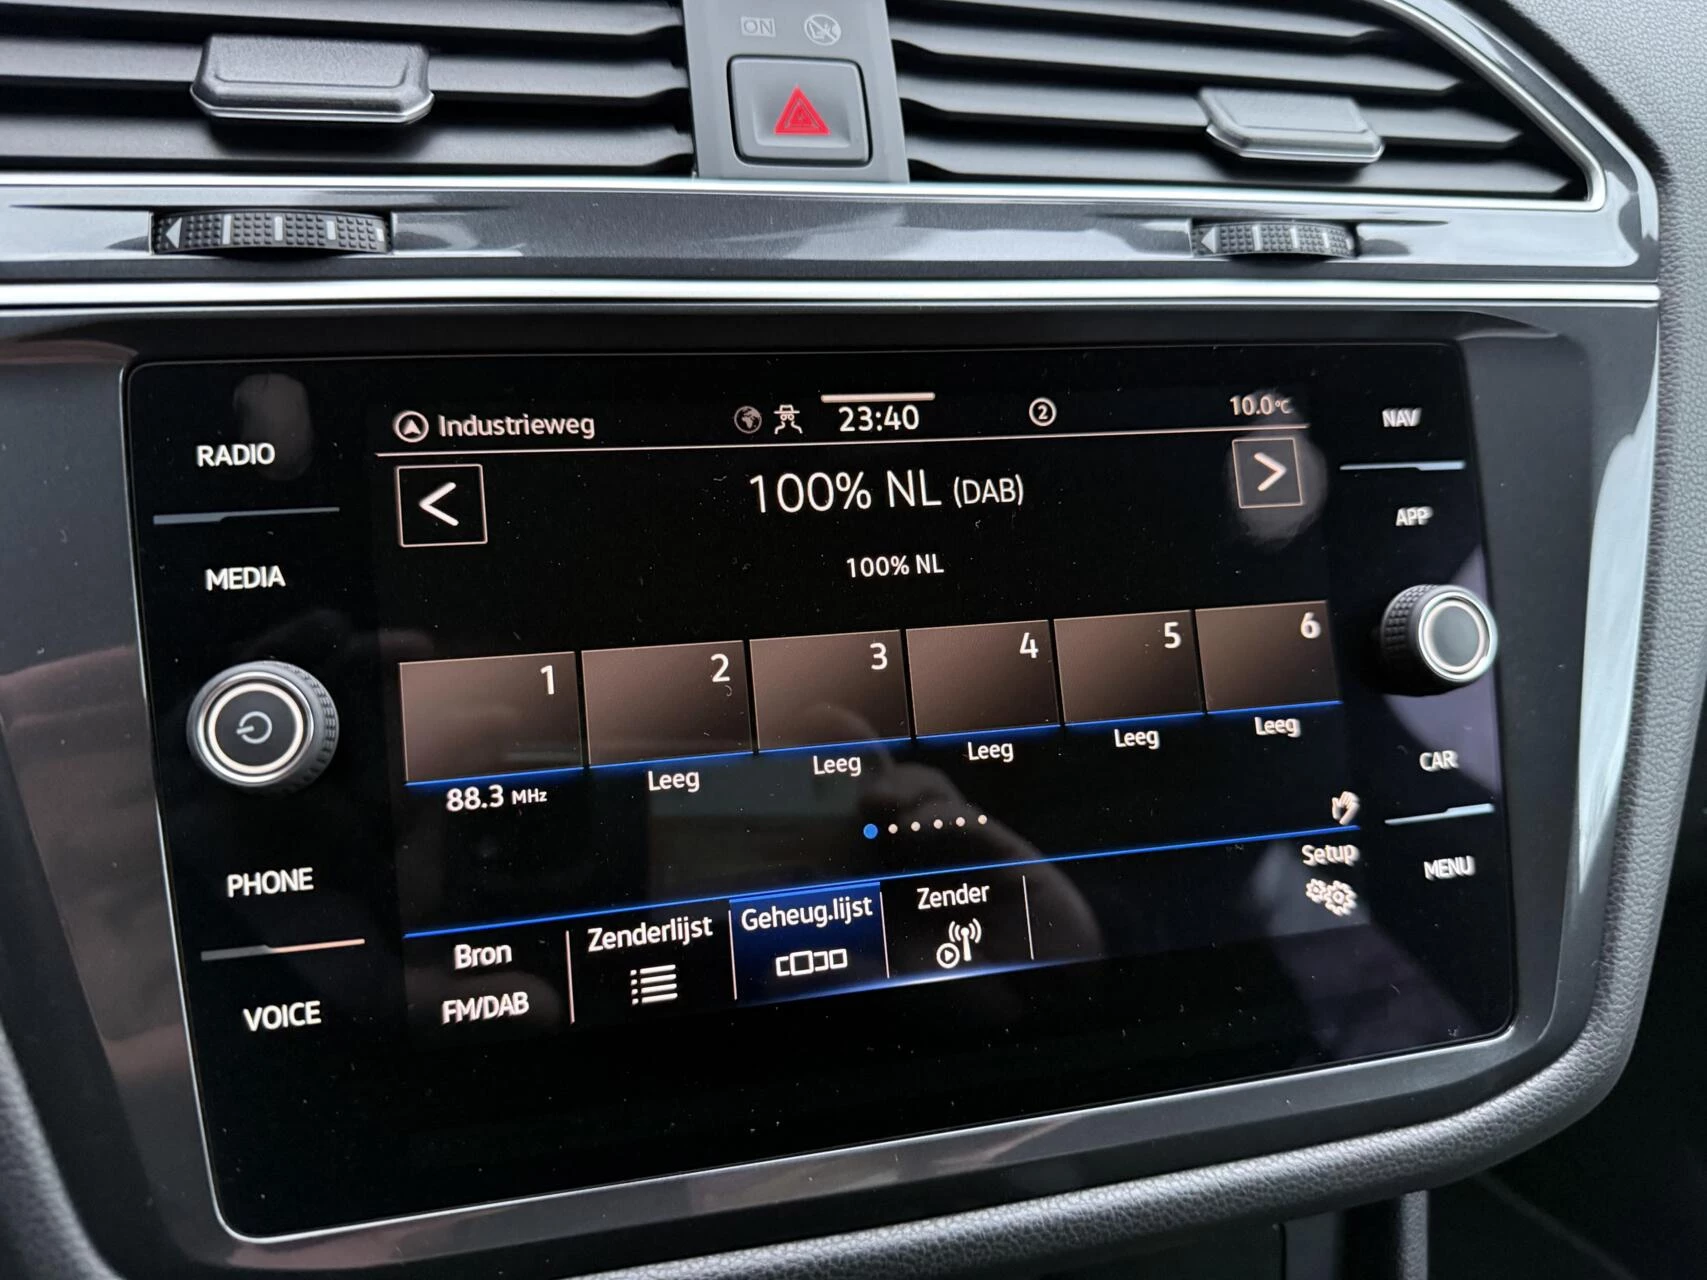 ON
RADIO
MEDIA
PHONE
VOICE
Industrieweg
23:40
2
10.0°C
<
100% NL (DAB)
>
100% NL
1
2
3
4
5
6
88.3 MHz
Leeg
Leeg
Leeg
Leeg
Leeg
Bron
FM/DAB
Zenderlijst
Geheug.lijst
Zender
Setup
NAV
APP
CAR
MENU